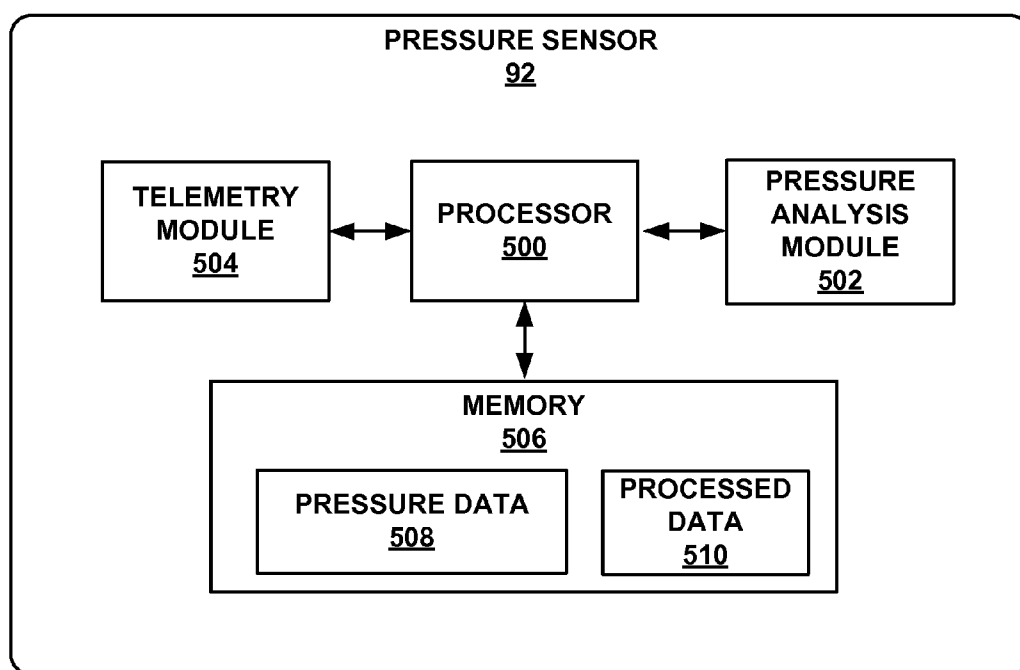 PRESSURE SENSOR
92
TELEMETRY
MODULE
504
PROCESSOR
500
PRESSURE
ANALYSIS
MODULE
502
MEMORY
506
PRESSURE DATA
508
PROCESSED
DATA
510